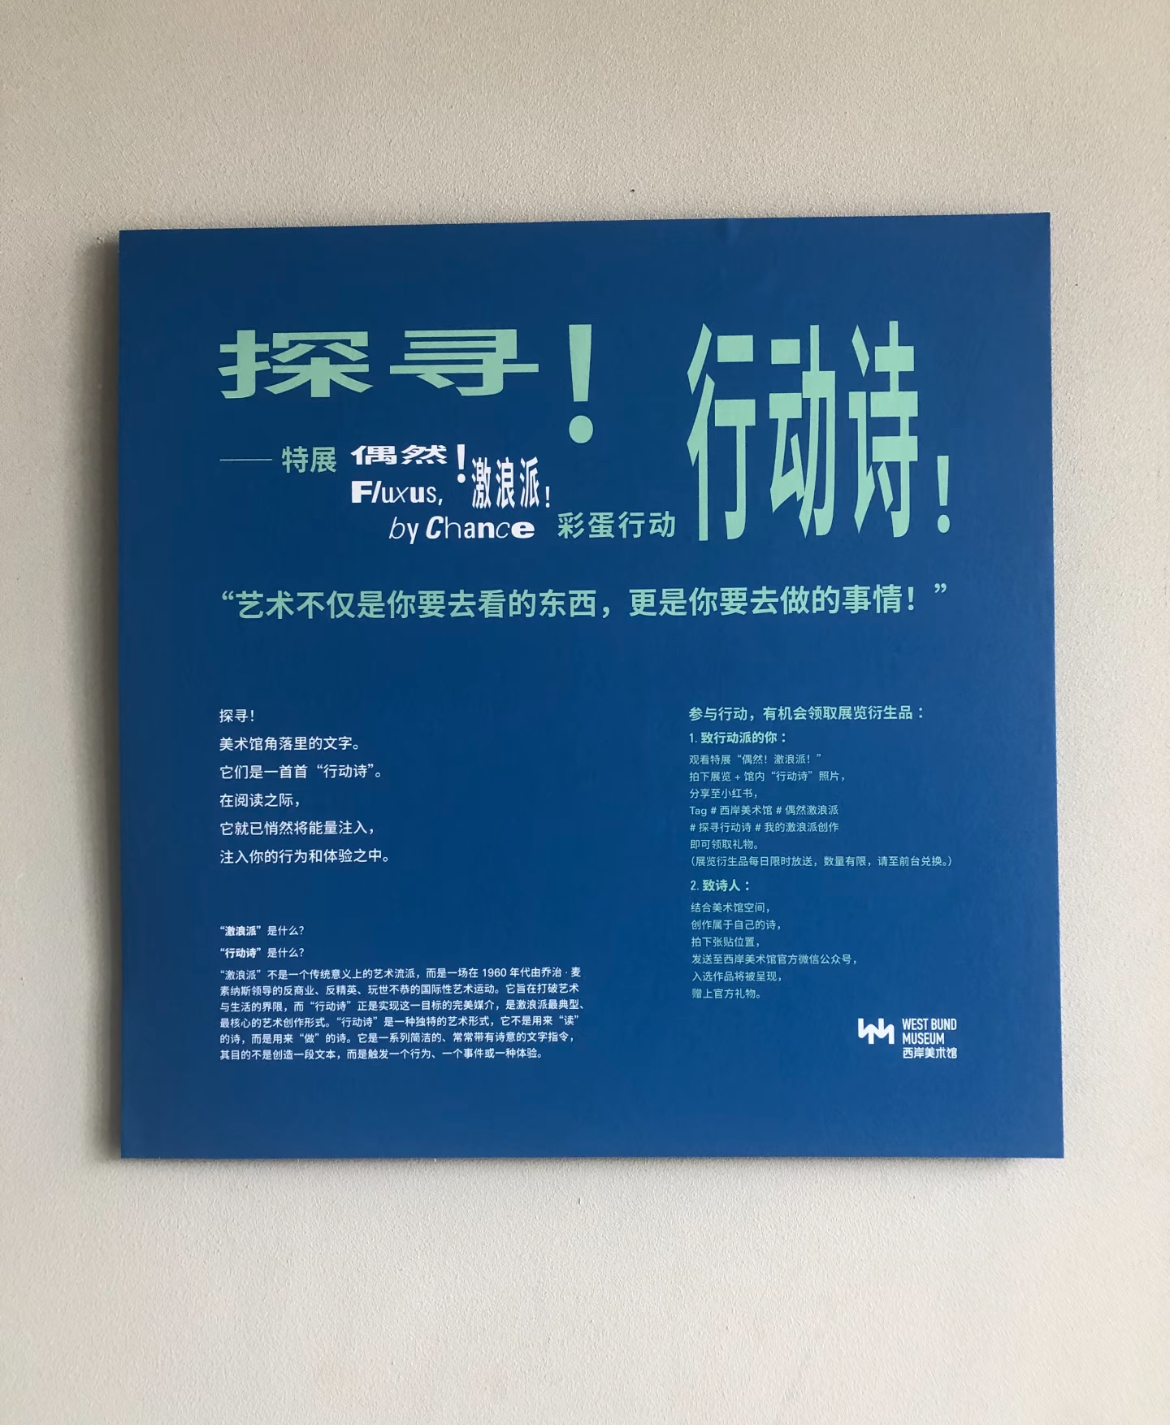 探寻！
行动诗！
——特展
偶然！激浪派！
Fluxus,
by Chance
彩蛋行动
“艺术不仅是你要去看的东西，更是你要去做的事情！”
探寻！
美术馆角落里的文字。
它们是一首首“行动诗”。
在阅读之际，
它就已悄然将能量注入，
注入你的行为和体验之中。
“激浪派”是什么？
“行动诗”是什么？
“激浪派”不是一个传统意义上的艺术流派，而是一场在 1960 年代由乔治·麦
素纳斯领导的反商业、反精英、玩世不恭的国际性艺术运动。它旨在打破艺术
与生活的界限，而“行动诗”正是实现这一目标的完美媒介，是激浪派最典型、
最核心的艺术创作形式。“行动诗”是一种独特的艺术形式，它不是用来“读”
的诗，而是用来“做”的诗。它是一系列简洁的、常常带有诗意的文字指令，
其目的不是创造一段文本，而是触发一个行为、一个事件或一种体验。
参与行动，有机会领取展览衍生品：
1. 致行动派的你：
观看特展“偶然！激浪派！”
拍下展览 + 馆内“行动诗”照片，
分享至小红书，
Tag # 西岸美术馆 # 偶然激浪派
# 探寻行动诗 # 我的激浪派创作
即可领取礼物。
（展览衍生品每日限时放送，数量有限，请至前台兑换。）
2. 致诗人：
结合美术馆空间，
创作属于自己的诗，
拍下张贴位置，
发送至西岸美术馆官方微信公众号，
入选作品将被呈现，
赠上官方礼物。
WEST BUND
MUSEUM
西岸美术馆